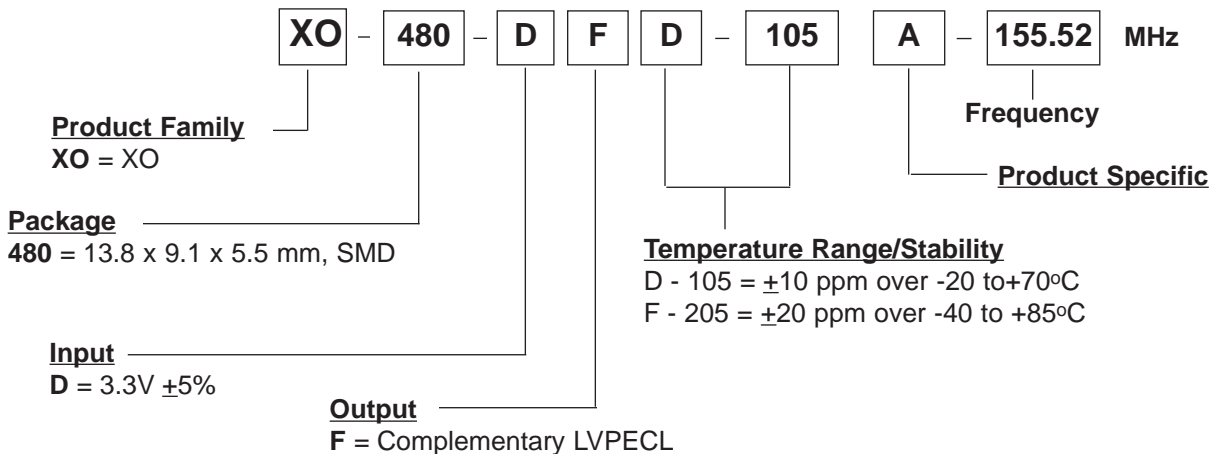 XO – 480 – D F D – 105 A – 155.52 MHz
Frequency
Product Family
XO = XO
Product Specific
Package
480 = 13.8 x 9.1 x 5.5 mm, SMD
Temperature Range/Stability
D - 105 = ±10 ppm over -20 to+70ºC
F - 205 = ±20 ppm over -40 to +85ºC
Input
D = 3.3V ±5%
Output
F = Complementary LVPECL